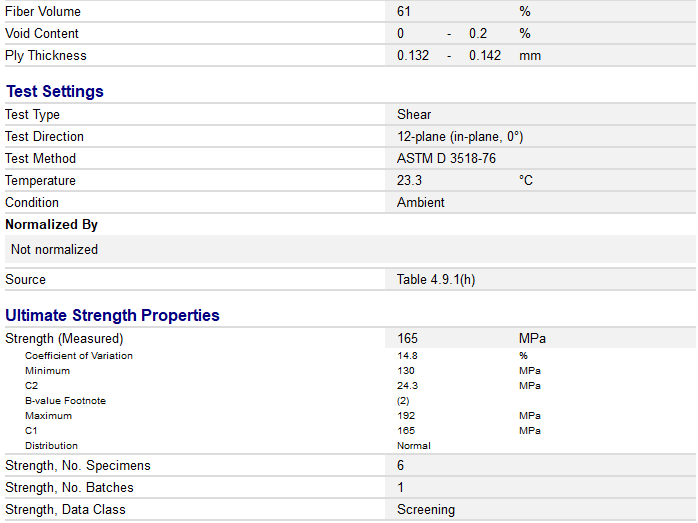 Fiber Volume 61 %
Void Content 0 - 0.2 %
Ply Thickness 0.132 - 0.142 mm
Test Settings
Test Type Shear
Test Direction 12-plane (in-plane, 0°)
Test Method ASTM D 3518-76
Temperature 23.3 °C
Condition Ambient
Normalized By
Not normalized
Source Table 4.9.1(h)
Ultimate Strength Properties
Strength (Measured) 165 MPa
Coefficient of Variation 14.8 %
Minimum 130 MPa
C2 24.3 MPa
B-value Footnote (2)
Maximum 192 MPa
C1 165 MPa
Distribution Normal
Strength, No. Specimens 6
Strength, No. Batches 1
Strength, Data Class Screening